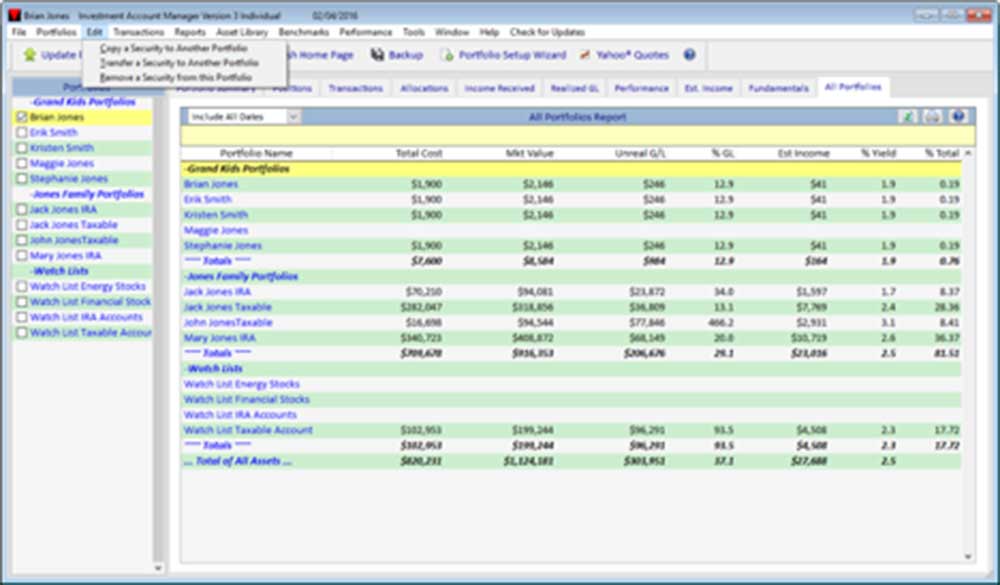 Brian Jones Investment Account Manager Version 3 Individual 02/04/2016
File Portfolios Edit Transactions Reports Asset Library Benchmarks Performance Tools Window Help Check for Updates
Update Home Page Backup Portfolio Setup Wizard Yahoo! Quotes
Copy a Security to Another Portfolio
Transfer a Security to Another Portfolio
Remove a Security from this Portfolio
Transactions Allocations Income Received Realized GL Performance Est. Income Fundamentals All Portfolios
-Grand Kids Portfolios
Brian Jones
Erik Smith
Kristen Smith
Maggie Jones
Stephanie Jones
-Jones Family Portfolios
Jack Jones IRA
Jack Jones Taxable
John JonesTaxable
Mary Jones IRA
-Watch Lists
Watch List Energy Stocks
Watch List Financial Stock
Watch List IRA Accounts
Watch List Taxable Accour
Include All Dates All Portfolios Report
Portfolio Name Total Cost Mkt Value Unreal G/L % GL Est Income % Yield % Total
-Grand Kids Portfolios
Brian Jones $1,900 $2,146 $246 12.9 $41 1.9 0.19
Erik Smith $1,900 $2,146 $246 12.9 $41 1.9 0.19
Kristen Smith $1,900 $2,146 $246 12.9 $41 1.9 0.19
Maggie Jones
Stephanie Jones $1,900 $2,146 $246 12.9 $41 1.9 0.19
**** Totals **** $7,600 $8,584 $984 12.9 $164 1.9 0.76
-Jones Family Portfolios
Jack Jones IRA $70,210 $94,081 $23,872 34.0 $1,597 1.7 8.37
Jack Jones Taxable $282,047 $318,856 $36,809 13.1 $7,769 2.4 28.36
John JonesTaxable $16,698 $94,544 $77,846 466.2 $2,931 3.1 8.41
Mary Jones IRA $340,723 $408,872 $68,149 20.0 $10,719 2.6 36.37
**** Totals **** $709,678 $916,353 $206,676 29.1 $23,016 2.5 81.51
-Watch Lists
Watch List Energy Stocks
Watch List Financial Stocks
Watch List IRA Accounts
Watch List Taxable Account $102,953 $199,244 $96,291 93.5 $4,508 2.3 17.72
**** Totals **** $102,953 $199,244 $96,291 93.5 $4,508 2.3 17.72
... Total of All Assets ... $820,231 $1,124,181 $303,951 37.1 $27,688 2.5